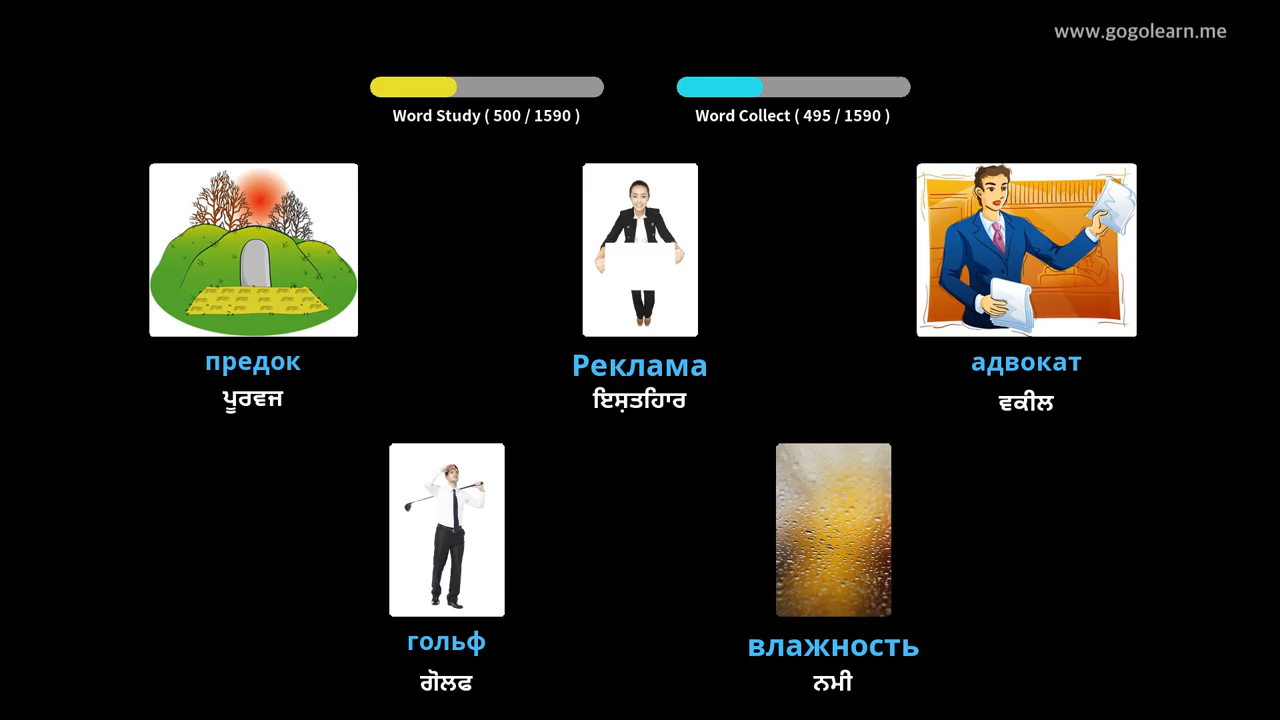 www.gogolearn.me
Word Study ( 500 / 1590 )
Word Collect ( 495 / 1590 )
предок
ਪੂਰਵਜ
Реклама
ਇਸ਼ਤਿਹਾਰ
адвокат
ਵਕੀਲ
гольф
ਗੋਲਫ
влажность
ਨਮੀ